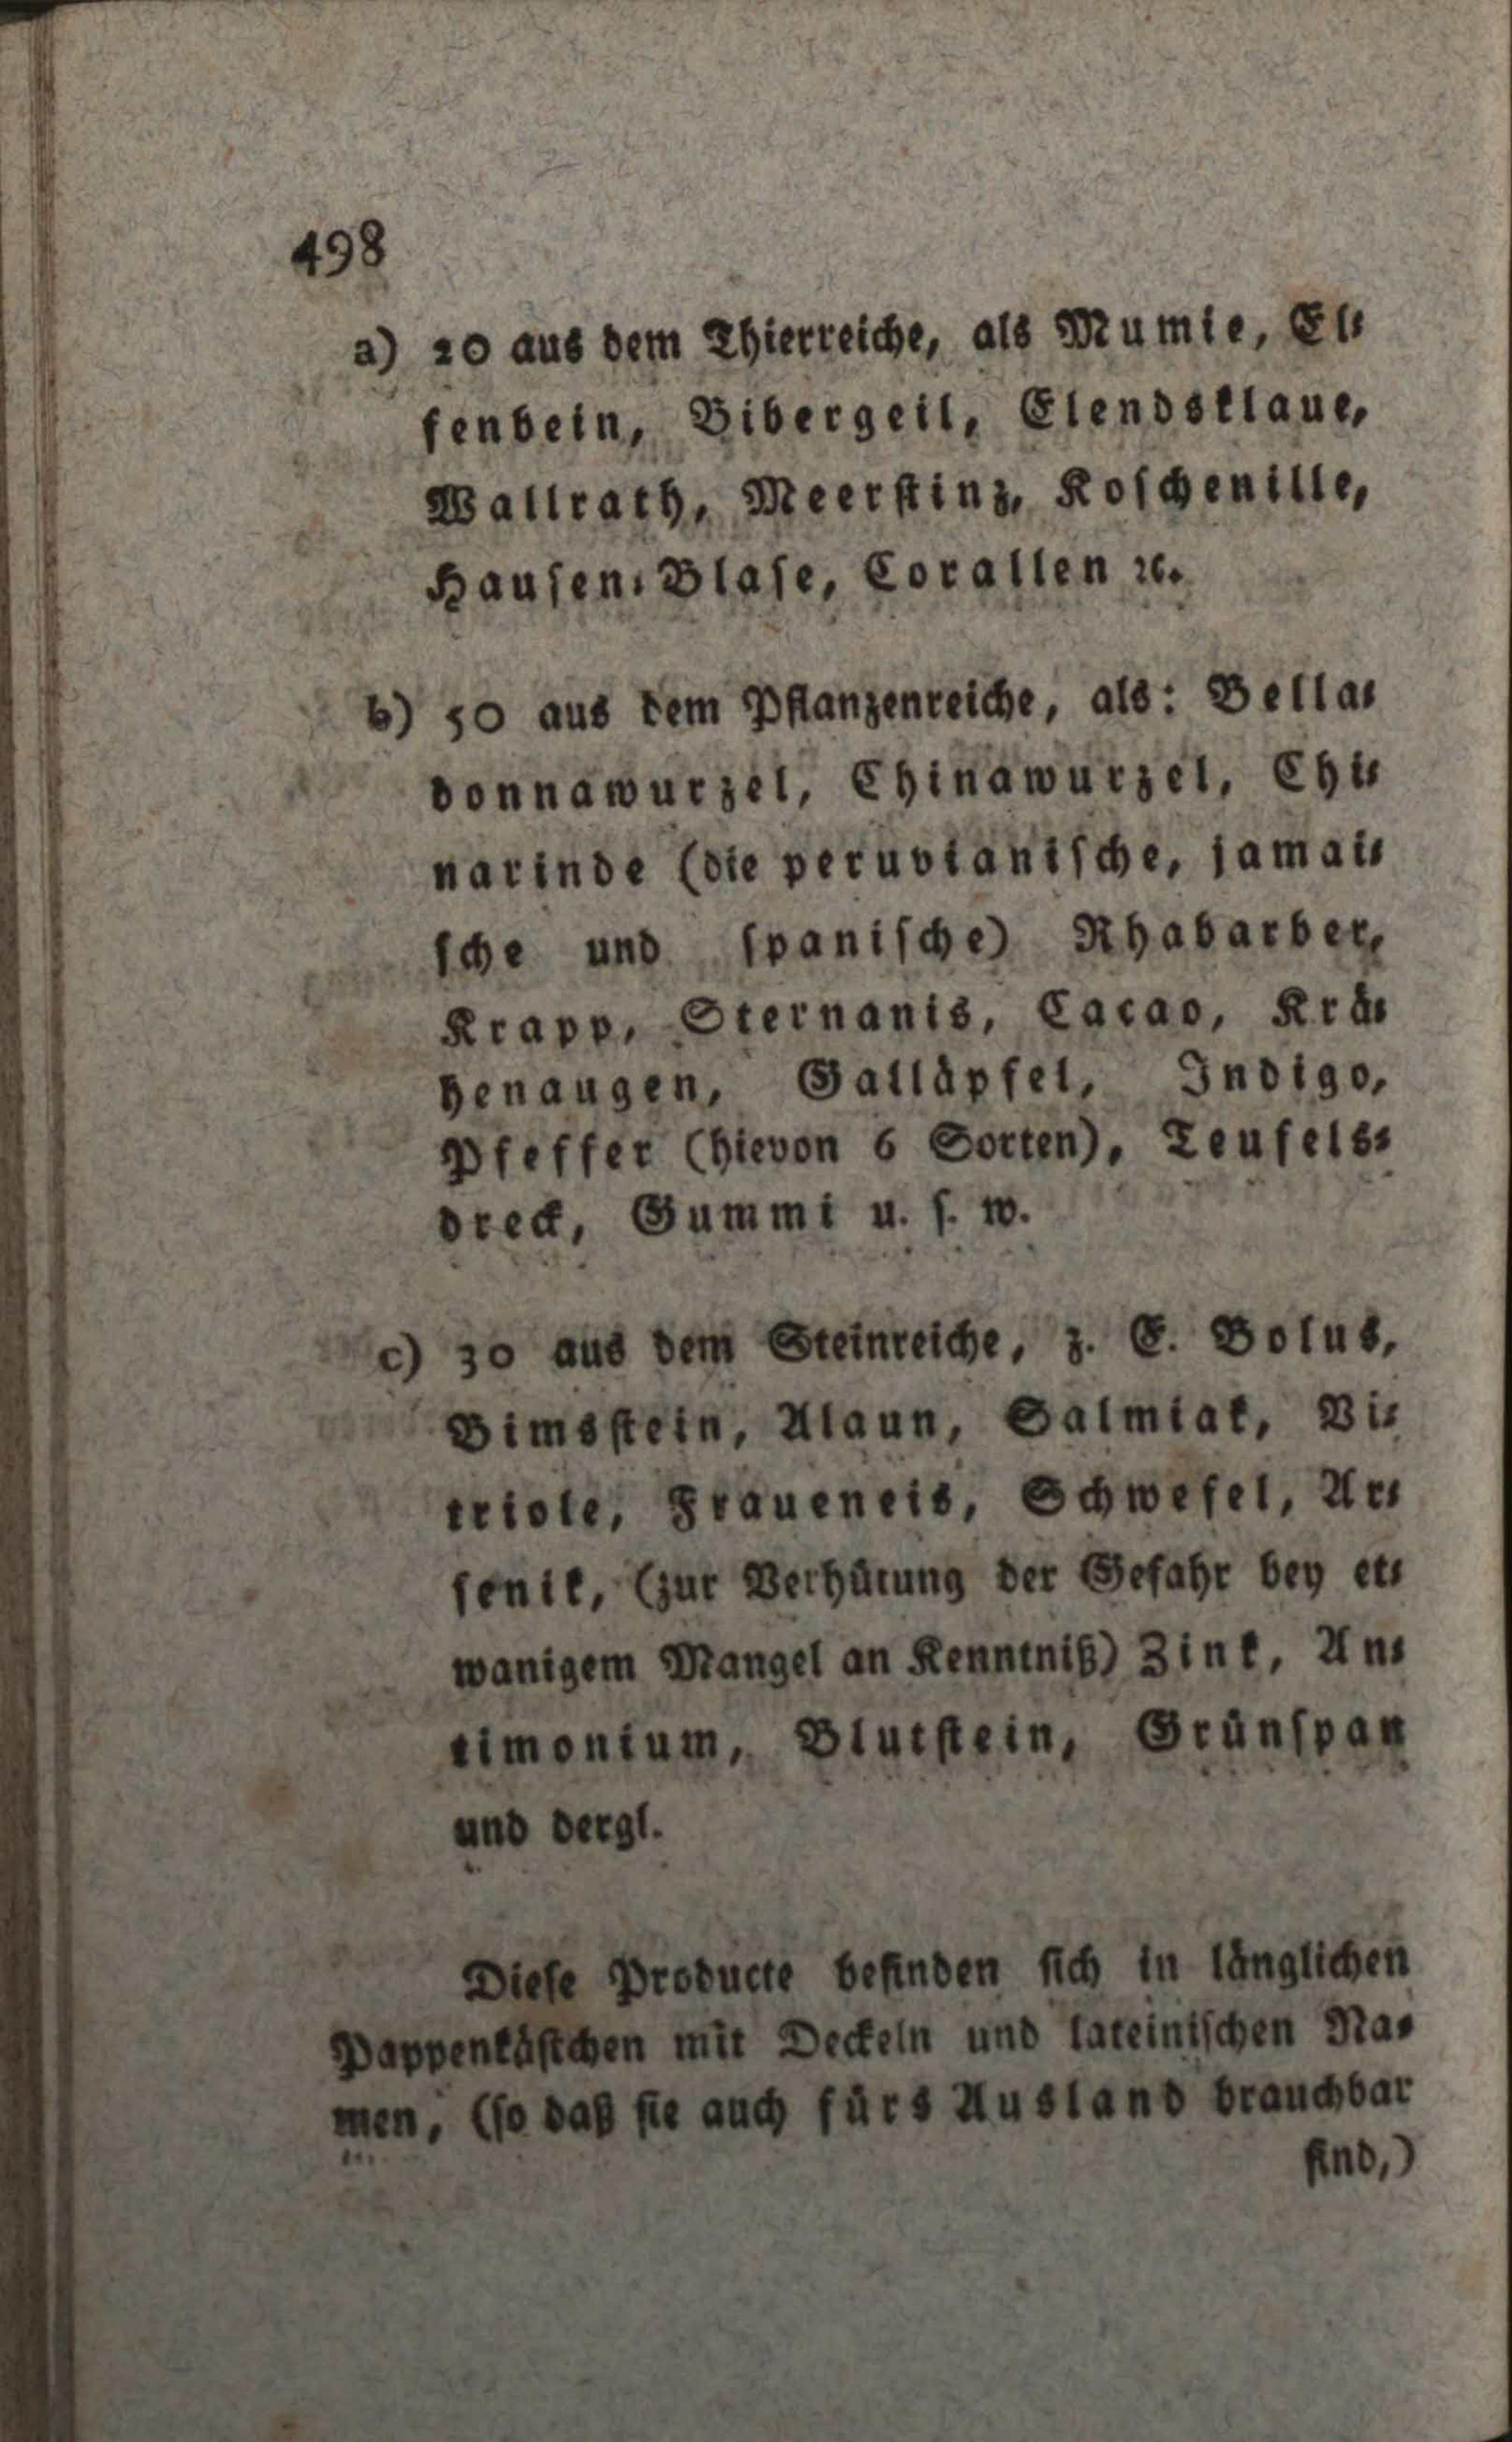 498
a) 20 aus dem Thierreiche, als Mumie, El⸗
fenbein, Bibergeil, Elendsklaue,
Wallrath, Meerstinz, Koschenille,
Hausen⸗Blase, Corallen ꝛc.
b) 50 aus dem Pflanzenreiche, als: Bella⸗
donnawurzel, Chinawurzel, Chi⸗
narinde (die peruvianische, jamai⸗
sche und spanische) Rhabarber,
Krapp, Sternanis, Cacao, Krä⸗
henaugen, Galläpfel, Indigo,
Pfeffer (hievon 6 Sorten), Teufels⸗
dreck, Gummi u. s. w.
c) 30 aus dem Steinreiche, z. E. Bolus,
Bimsstein, Alaun, Salmiak, Vi⸗
triole, Fraueneis, Schwefel, Ar⸗
senik, (zur Verhütung der Gefahr bey et⸗
wanigem Mangel an Kenntniß) Zink, An⸗
timonium, Blutstein, Grünspan
und dergl.
Diese Producte befinden sich in länglichen
Pappenkästchen mit Deckeln und lateinischen Na⸗
men, (so daß sie auch fürs Ausland brauchbar
sind,)